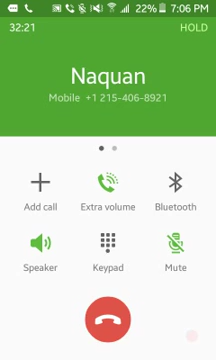 22% 7:06 PM
32:21 HOLD
Naquan
Mobile +1 215-406-8921
Add call Extra volume Bluetooth
Speaker Keypad Mute